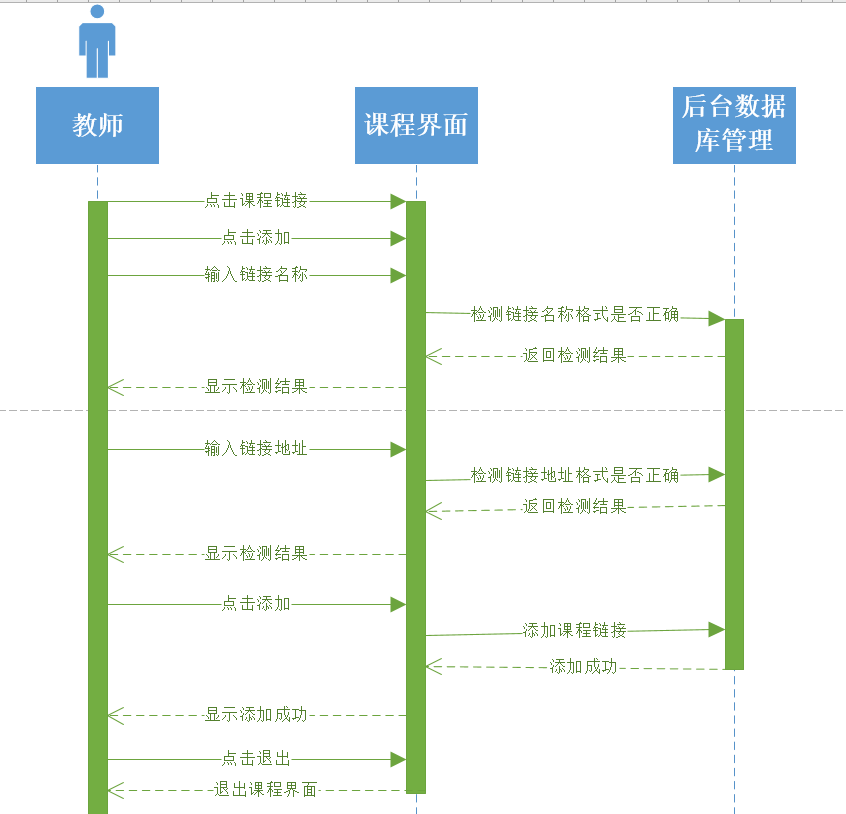 教师
课程界面
后台数据
库管理
点击课程链接
点击添加
输入链接名称
检测链接名称格式是否正确
返回检测结果
显示检测结果
输入链接地址
检测链接地址格式是否正确
返回检测结果
显示检测结果
点击添加
添加课程链接
添加成功
显示添加成功
点击退出
退出课程界面